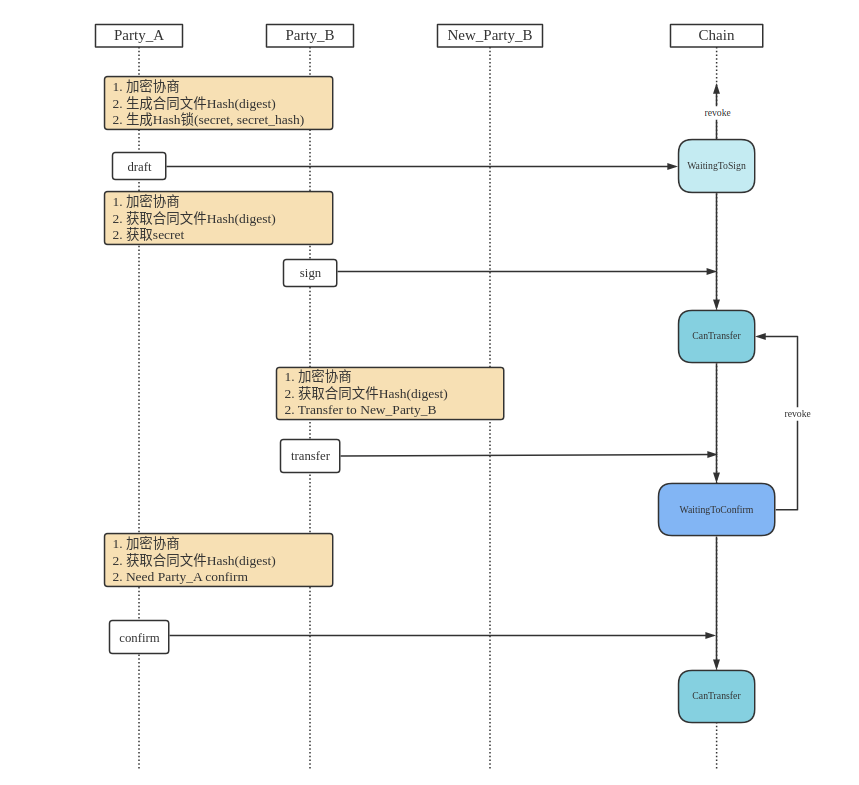 Party_A
Party_B
New_Party_B
Chain
1. 加密协商
2. 生成合同文件Hash(digest)
2. 生成Hash锁(secret, secret_hash)
revoke
draft
WaitingToSign
1. 加密协商
2. 获取合同文件Hash(digest)
2. 获取secret
sign
CanTransfer
1. 加密协商
2. 获取合同文件Hash(digest)
2. Transfer to New_Party_B
revoke
transfer
WaitingToConfirm
1. 加密协商
2. 获取合同文件Hash(digest)
2. Need Party_A confirm
confirm
CanTransfer